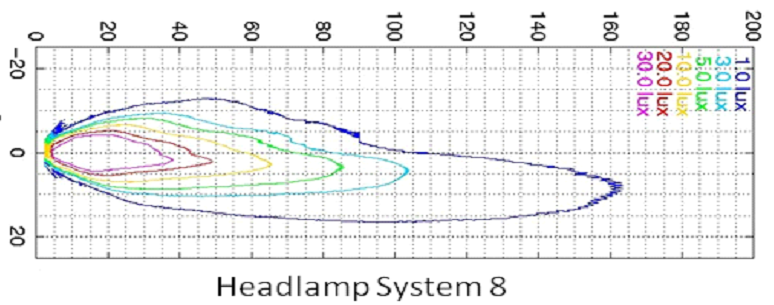 0 20 40 60 80 100 120 140 160 180 200
-20
0
20
1.0 lux
3.0 lux
5.0 lux
10.0 lux
20.0 lux
30.0 lux
Headlamp System 8